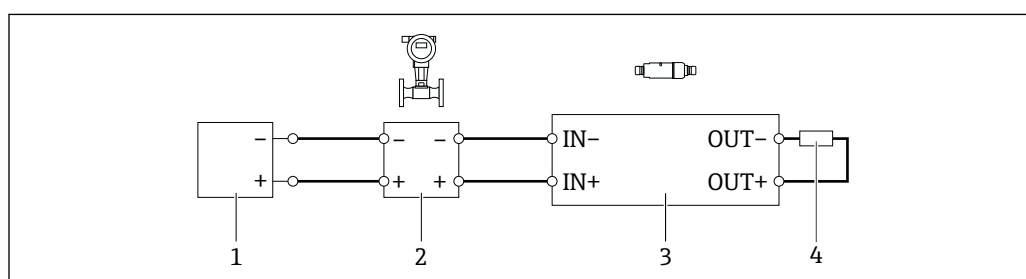 − − − IN− OUT−
+ + + IN+ OUT+
1 2 3 4